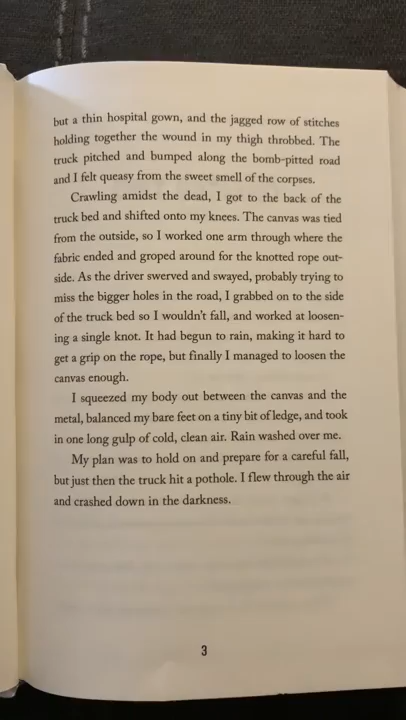 but a thin hospital gown, and the jagged row of stitches
holding together the wound in my thigh throbbed. The
truck pitched and bumped along the bomb-pitted road
and I felt queasy from the sweet smell of the corpses.
Crawling amidst the dead, I got to the back of the
truck bed and shifted onto my knees. The canvas was tied
from the outside, so I worked one arm through where the
fabric ended and groped around for the knotted rope out-
side. As the driver swerved and swayed, probably trying to
miss the bigger holes in the road, I grabbed on to the side
of the truck bed so I wouldn't fall, and worked at loosen-
ing a single knot. It had begun to rain, making it hard to
get a grip on the rope, but finally I managed to loosen the
canvas enough.
I squeezed my body out between the canvas and the
metal, balanced my bare feet on a tiny bit of ledge, and took
in one long gulp of cold, clean air. Rain washed over me.
My plan was to hold on and prepare for a careful fall,
but just then the truck hit a pothole. I flew through the air
and crashed down in the darkness.
3